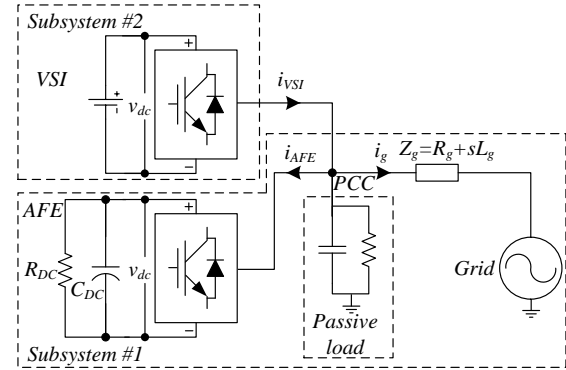 Subsystem #2
VSI
+
v_dc
+
−
i_VSI
i_AFE
i_g
Z_g=R_g+sL_g
PCC
AFE
R_DC
C_DC
v_dc
+
−
Grid
Passive
load
Subsystem #1